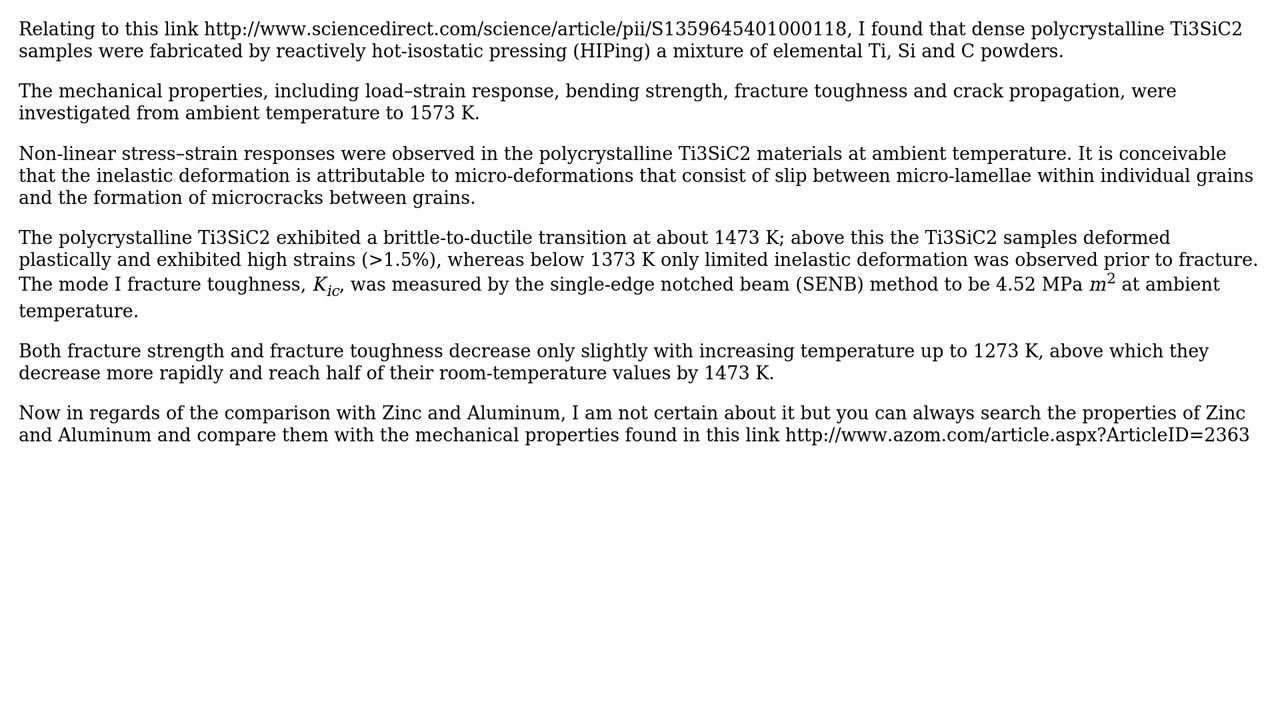 Relating to this link http://www.sciencedirect.com/science/article/pii/S1359645401000118, I found that dense polycrystalline Ti3SiC2
samples were fabricated by reactively hot-isostatic pressing (HIPing) a mixture of elemental Ti, Si and C powders.
The mechanical properties, including load–strain response, bending strength, fracture toughness and crack propagation, were
investigated from ambient temperature to 1573 K.
Non-linear stress–strain responses were observed in the polycrystalline Ti3SiC2 materials at ambient temperature. It is conceivable
that the inelastic deformation is attributable to micro-deformations that consist of slip between micro-lamellae within individual grains
and the formation of microcracks between grains.
The polycrystalline Ti3SiC2 exhibited a brittle-to-ductile transition at about 1473 K; above this the Ti3SiC2 samples deformed
plastically and exhibited high strains (>1.5%), whereas below 1373 K only limited inelastic deformation was observed prior to fracture.
The mode I fracture toughness, K_{ic}, was measured by the single-edge notched beam (SENB) method to be 4.52 MPa m^2 at ambient
temperature.
Both fracture strength and fracture toughness decrease only slightly with increasing temperature up to 1273 K, above which they
decrease more rapidly and reach half of their room-temperature values by 1473 K.
Now in regards of the comparison with Zinc and Aluminum, I am not certain about it but you can always search the properties of Zinc
and Aluminum and compare them with the mechanical properties found in this link http://www.azom.com/article.aspx?ArticleID=2363